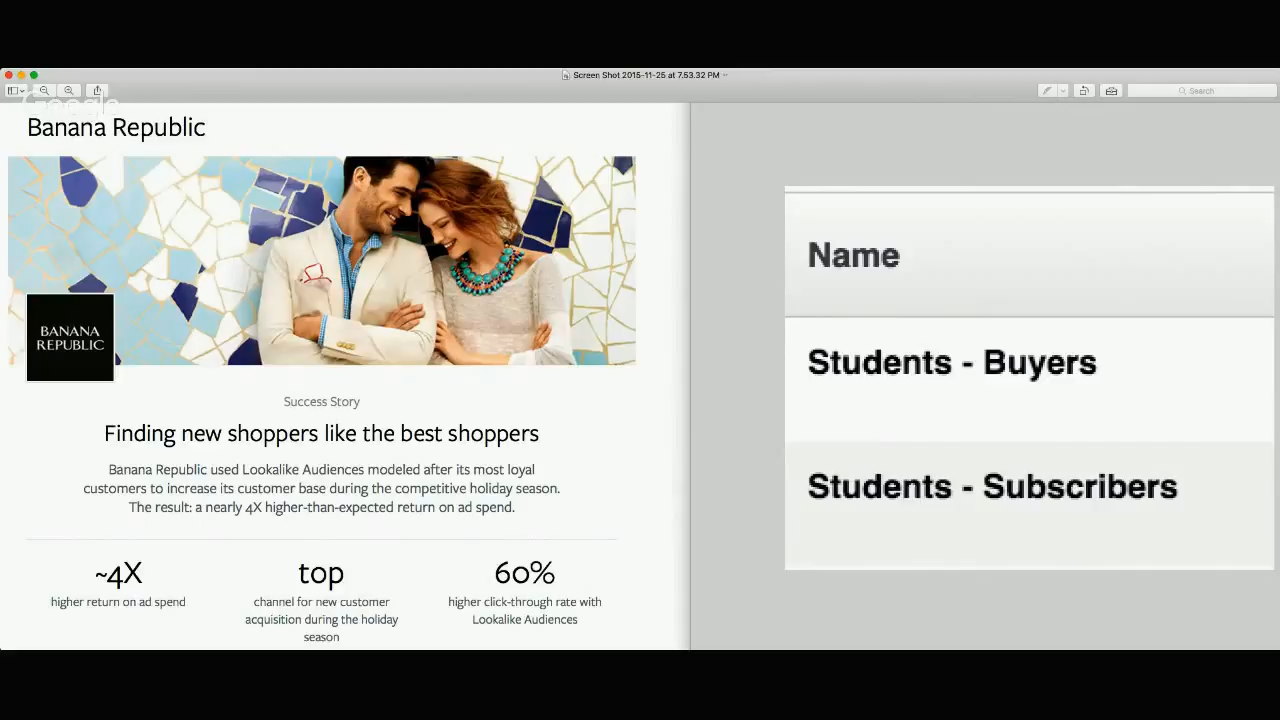 Screen Shot 2015-11-25 at 7.53.32 PM
Search
Google
Banana Republic
BANANA
REPUBLIC
Success Story
Finding new shoppers like the best shoppers
Banana Republic used Lookalike Audiences modeled after its most loyal
customers to increase its customer base during the competitive holiday season.
The result: a nearly 4X higher-than-expected return on ad spend.
~4X
higher return on ad spend
top
channel for new customer
acquisition during the holiday
season
60%
higher click-through rate with
Lookalike Audiences
Name
Students - Buyers
Students - Subscribers